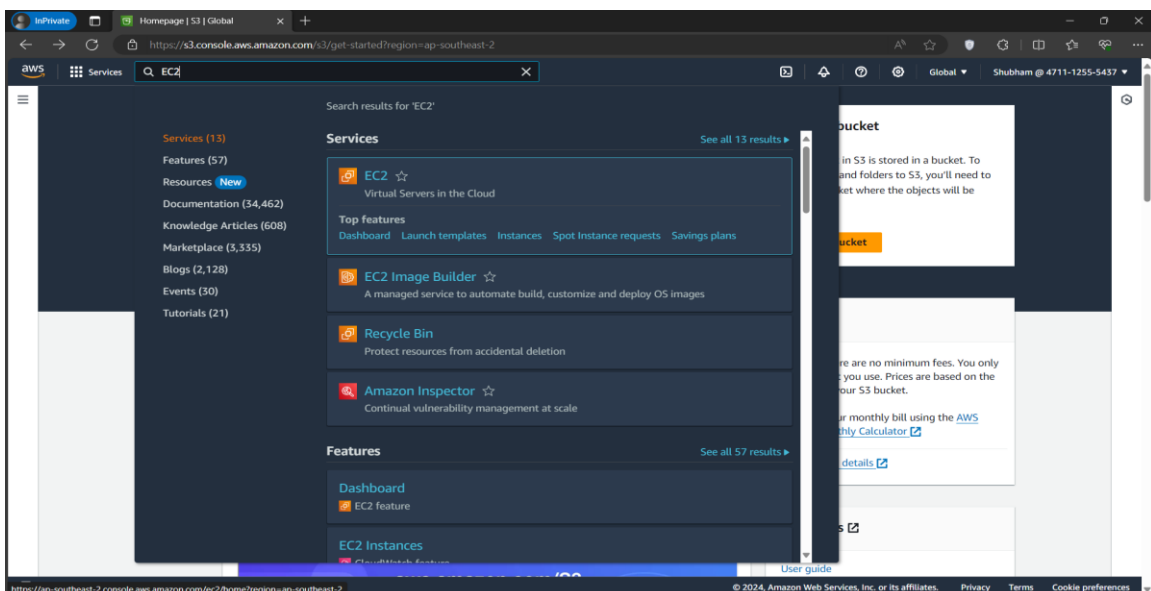 InPrivate
Homepage | S3 | Global
https://s3.console.aws.amazon.com/s3/get-started?region=ap-southeast-2
aws
Services
EC2
Global
Shubham @ 4711-1255-5437
Search results for 'EC2'
Services (13)
Features (57)
Resources New
Documentation (34,462)
Knowledge Articles (608)
Marketplace (3,335)
Blogs (2,128)
Events (30)
Tutorials (21)
Services
See all 13 results
EC2
Virtual Servers in the Cloud
Top features
Dashboard Launch templates Instances Spot Instance requests Savings plans
EC2 Image Builder
A managed service to automate build, customize and deploy OS images
Recycle Bin
Protect resources from accidental deletion
Amazon Inspector
Continual vulnerability management at scale
Features
See all 57 results
Dashboard
EC2 feature
EC2 Instances
CloudWatch feature
bucket
in S3 is stored in a bucket. To
and folders to S3, you'll need to
ket where the objects will be
ucket
re are no minimum fees. You only
you use. Prices are based on the
our S3 bucket.
ur monthly bill using the AWS
thly Calculator
details
s
User guide
https://ap-southeast-2.console.aws.amazon.com/ec2/home?region=ap-southeast-2
© 2024, Amazon Web Services, Inc. or its affiliates.
Privacy
Terms
Cookie preferences